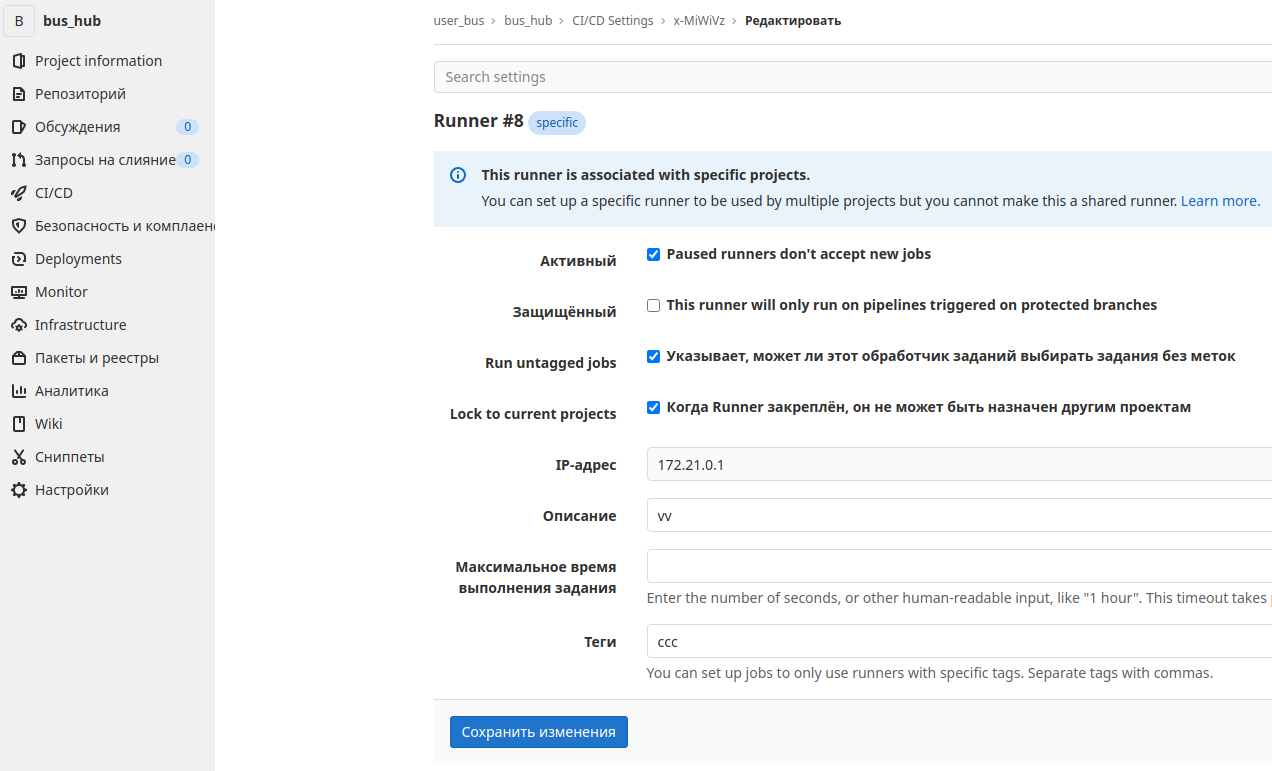 B bus_hub
Project information
Репозиторий
Обсуждения 0
Запросы на слияние 0
CI/CD
Безопасность и комплаенс
Deployments
Monitor
Infrastructure
Пакеты и реестры
Аналитика
Wiki
Сниппеты
Настройки
user_bus › bus_hub › CI/CD Settings › x-MiWiVz › Редактировать
Search settings
Runner #8 specific
This runner is associated with specific projects.
You can set up a specific runner to be used by multiple projects but you cannot make this a shared runner. Learn more.
Активный Paused runners don't accept new jobs
Защищённый This runner will only run on pipelines triggered on protected branches
Run untagged jobs Указывает, может ли этот обработчик заданий выбирать задания без меток
Lock to current projects Когда Runner закреплён, он не может быть назначен другим проектам
IP-адрес 172.21.0.1
Описание vv
Максимальное время
выполнения задания
Enter the number of seconds, or other human-readable input, like "1 hour". This timeout takes
Теги ccc
You can set up jobs to only use runners with specific tags. Separate tags with commas.
Сохранить изменения